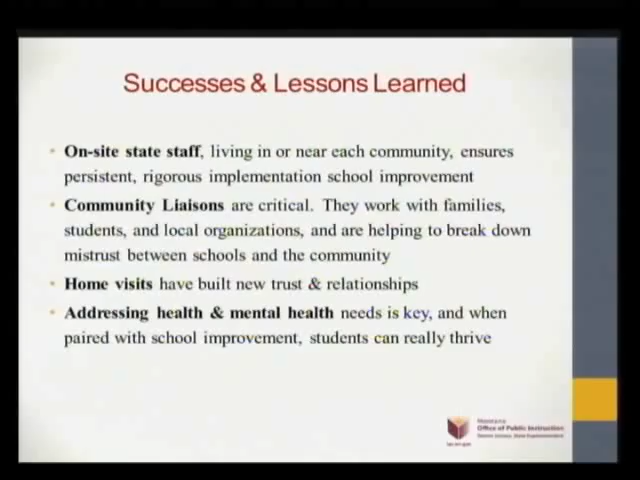 Successes & Lessons Learned
• On-site state staff, living in or near each community, ensures
persistent, rigorous implementation school improvement
• Community Liaisons are critical. They work with families,
students, and local organizations, and are helping to break down
mistrust between schools and the community
• Home visits have built new trust & relationships
• Addressing health & mental health needs is key, and when
paired with school improvement, students can really thrive
Montana
Office of Public Instruction
opi.mt.gov